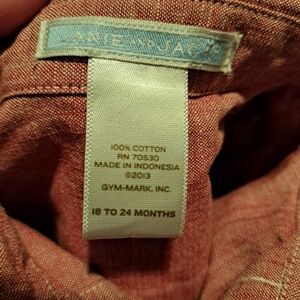 JANIE AND JACK
100% COTTON
RN 70530
MADE IN INDONESIA
©2013
GYM-MARK, INC.
18 TO 24 MONTHS